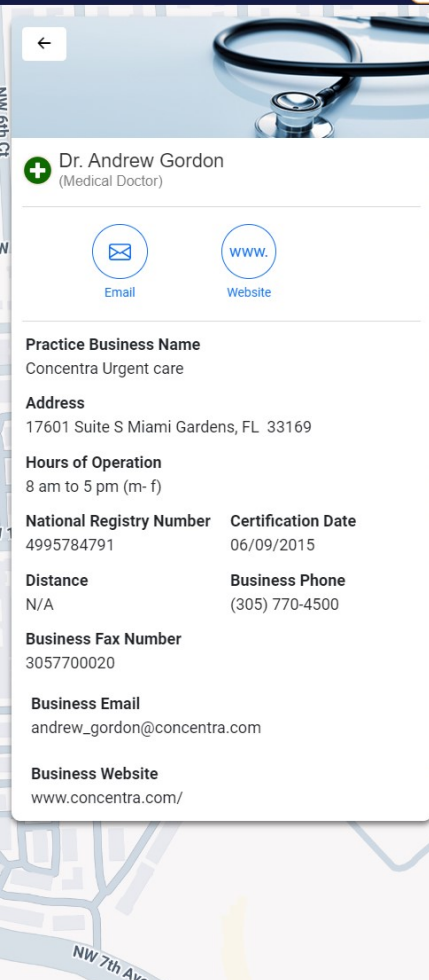 Dr. Andrew Gordon
(Medical Doctor)
www.
Email
Website
Practice Business Name
Concentra Urgent care
Address
17601 Suite S Miami Gardens, FL  33169
Hours of Operation
8 am to 5 pm (m- f)
National Registry Number
4995784791
Certification Date
06/09/2015
Distance
N/A
Business Phone
(305) 770-4500
Business Fax Number
3057700020
Business Email
andrew_gordon@concentra.com
Business Website
www.concentra.com/
NW 6th Ct
NW 7th